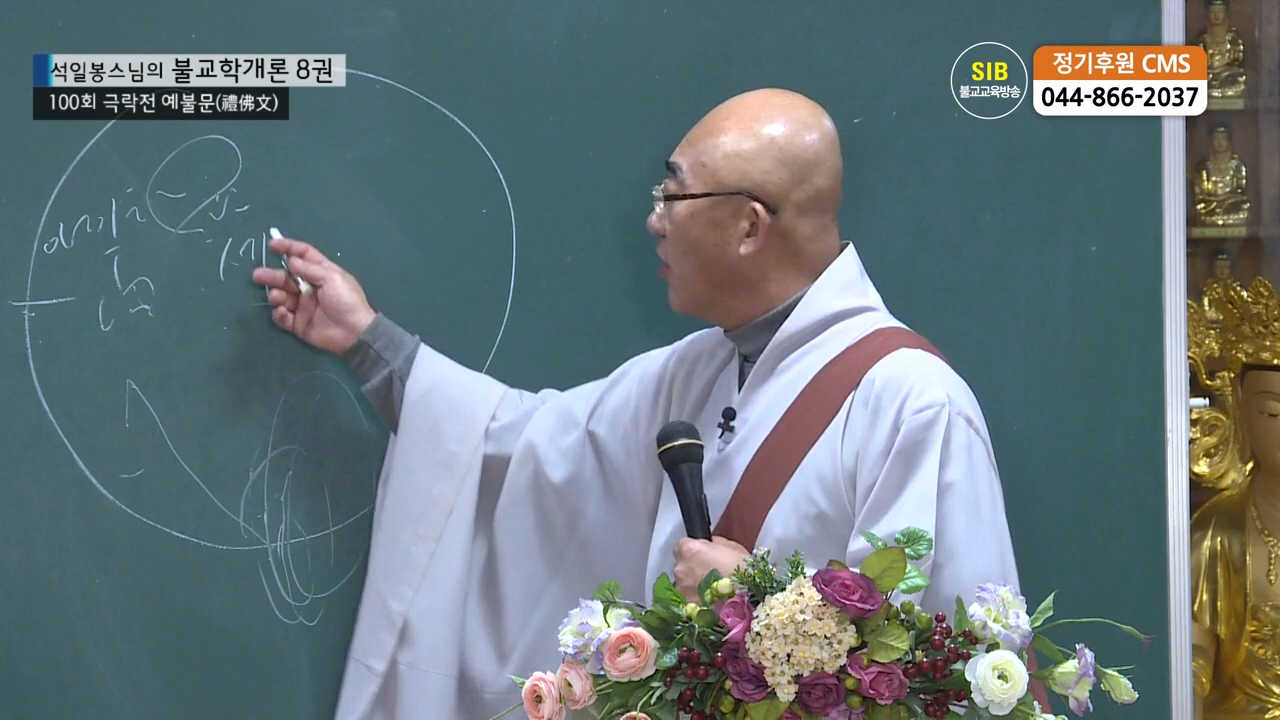 석일봉스님의 불교학개론 8권
100회 극락전 예불문(禮佛文)
SIB
불교교육방송
정기후원 CMS
044-866-2037